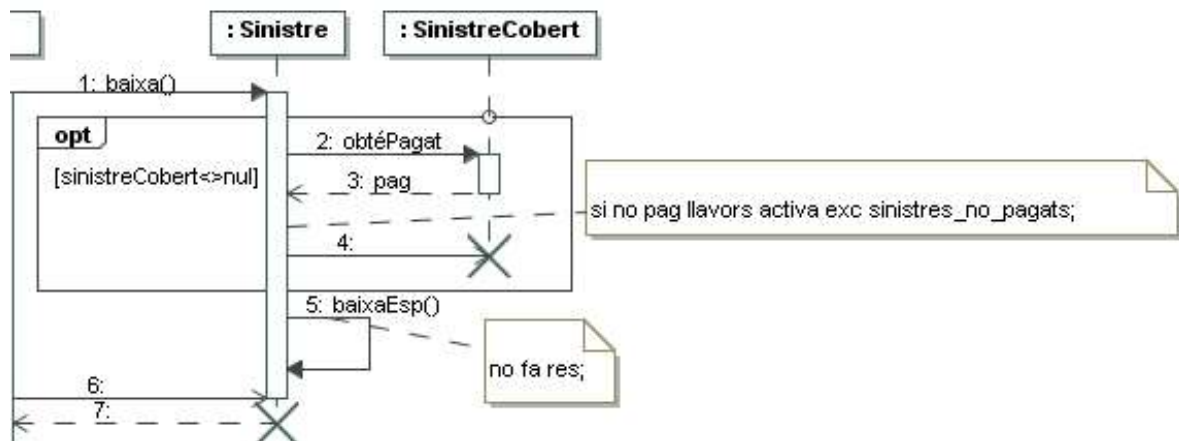 : Sinistre
: SinistreCobert
1: baixa()
opt
2: obtéPagat
[sinistreCobert<>nul]
3: pag
si no pag llavors activa exc sinistres_no_pagats;
4:
5: baixaEsp()
no fa res;
6:
7: